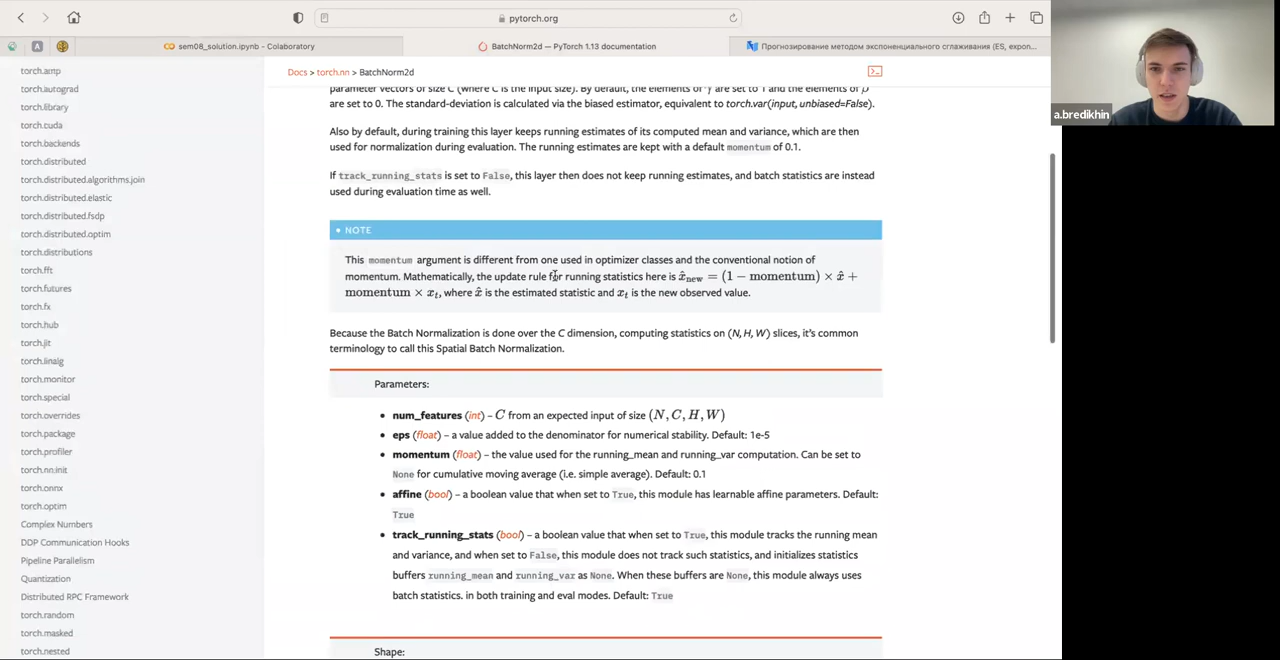 pytorch.org
sem08_solution.ipynb - Colaboratory
BatchNorm2d — PyTorch 1.13 documentation
Прогнозирование методом экспоненциального сглаживания (ES, expon...
a.bredikhin
torch.amp
torch.autograd
torch.library
torch.cuda
torch.backends
torch.distributed
torch.distributed.algorithms.join
torch.distributed.elastic
torch.distributed.fsdp
torch.distributed.optim
torch.distributions
torch.fft
torch.futures
torch.fx
torch.hub
torch.jit
torch.linalg
torch.monitor
torch.special
torch.overrides
torch.package
torch.profiler
torch.nn.init
torch.onnx
torch.optim
Complex Numbers
DDP Communication Hooks
Pipeline Parallelism
Quantization
Distributed RPC Framework
torch.random
torch.masked
torch.nested
Docs > torch.nn > BatchNorm2d
parameter vectors of size C (where C is the input size). By default, the elements of γ are set to 1 and the elements of β
are set to 0. The standard-deviation is calculated via the biased estimator, equivalent to torch.var(input, unbiased=False).
Also by default, during training this layer keeps running estimates of its computed mean and variance, which are then
used for normalization during evaluation. The running estimates are kept with a default momentum of 0.1.
If track_running_stats is set to False, this layer then does not keep running estimates, and batch statistics are instead
used during evaluation time as well.
NOTE
This momentum argument is different from one used in optimizer classes and the conventional notion of
momentum. Mathematically, the update rule for running statistics here is x̂new = (1 − momentum) × x̂ +
momentum × xt, where x̂ is the estimated statistic and xt is the new observed value.
Because the Batch Normalization is done over the C dimension, computing statistics on (N, H, W) slices, it's common
terminology to call this Spatial Batch Normalization.
Parameters:
• num_features (int) – C from an expected input of size (N, C, H, W)
• eps (float) – a value added to the denominator for numerical stability. Default: 1e-5
• momentum (float) – the value used for the running_mean and running_var computation. Can be set to
None for cumulative moving average (i.e. simple average). Default: 0.1
• affine (bool) – a boolean value that when set to True, this module has learnable affine parameters. Default:
True
• track_running_stats (bool) – a boolean value that when set to True, this module tracks the running mean
and variance, and when set to False, this module does not track such statistics, and initializes statistics
buffers running_mean and running_var as None. When these buffers are None, this module always uses
batch statistics. in both training and eval modes. Default: True
Shape: